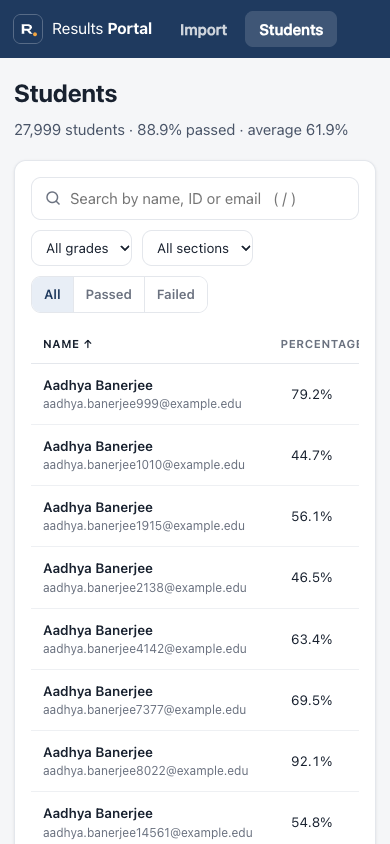 R.
Results Portal
Import
Students
Students
27,999 students · 88.9% passed · average 61.9%
Search by name, ID or email ( / )
All grades
All sections
All
Passed
Failed
NAME ↑ PERCENTAGE
Aadhya Banerjee
aadhya.banerjee999@example.edu
79.2%
Aadhya Banerjee
aadhya.banerjee1010@example.edu
44.7%
Aadhya Banerjee
aadhya.banerjee1915@example.edu
56.1%
Aadhya Banerjee
aadhya.banerjee2138@example.edu
46.5%
Aadhya Banerjee
aadhya.banerjee4142@example.edu
63.4%
Aadhya Banerjee
aadhya.banerjee7377@example.edu
69.5%
Aadhya Banerjee
aadhya.banerjee8022@example.edu
92.1%
Aadhya Banerjee
aadhya.banerjee14561@example.edu
54.8%